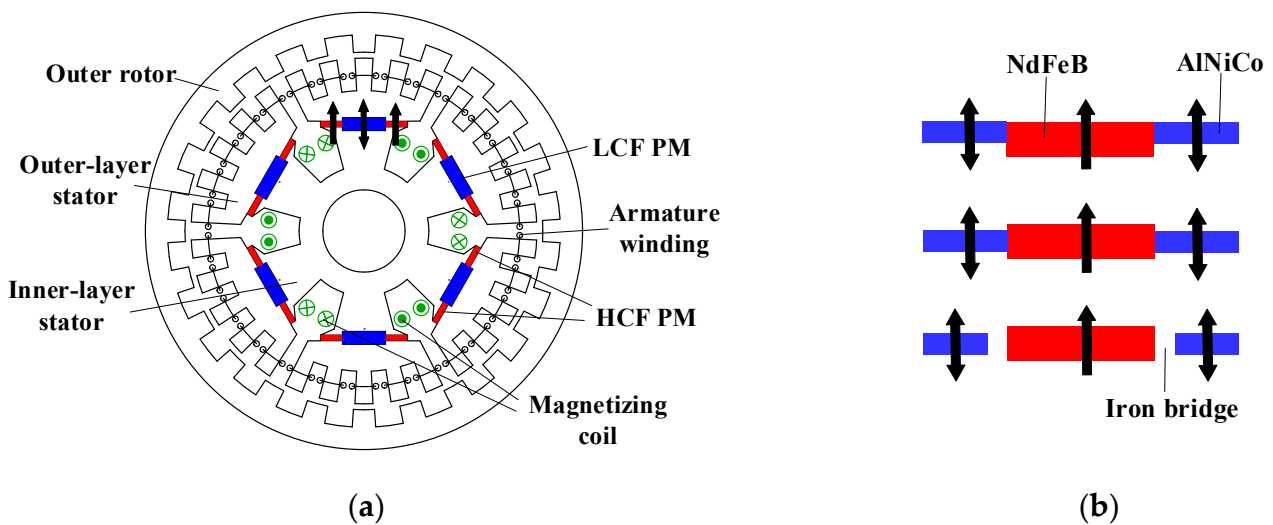 Outer rotor
Outer-layer
stator
Inner-layer
stator
LCF PM
Armature
winding
HCF PM
Magnetizing
coil
(a)
NdFeB
AlNiCo
Iron bridge
(b)